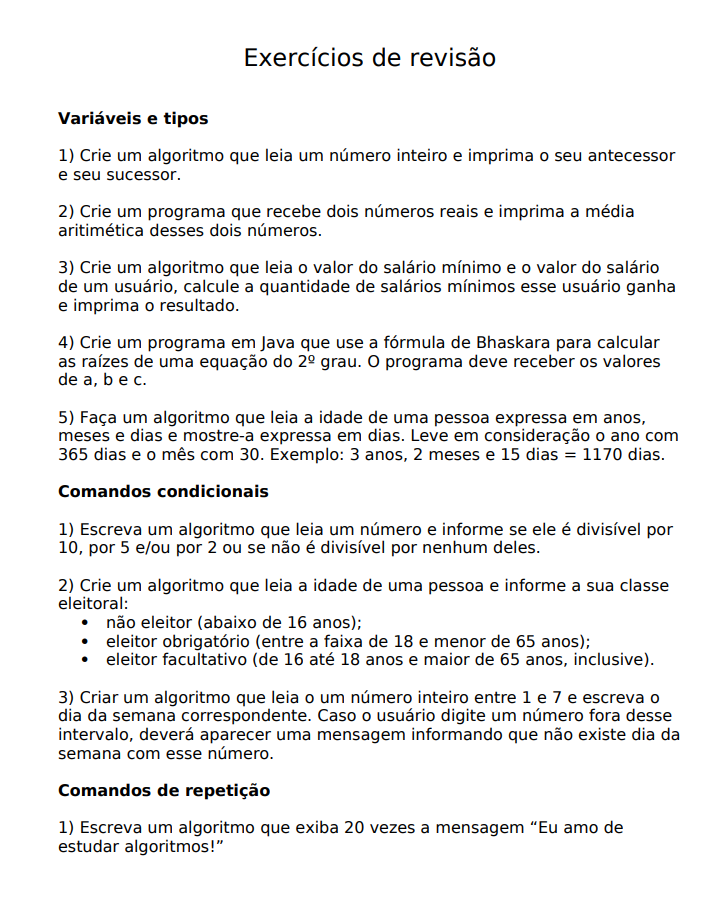 Exercícios de revisão
Variáveis e tipos
1) Crie um algoritmo que leia um número inteiro e imprima o seu antecessor
e seu sucessor.
2) Crie um programa que recebe dois números reais e imprima a média
aritimética desses dois números.
3) Crie um algoritmo que leia o valor do salário mínimo e o valor do salário
de um usuário, calcule a quantidade de salários mínimos esse usuário ganha
e imprima o resultado.
4) Crie um programa em Java que use a fórmula de Bhaskara para calcular
as raízes de uma equação do 2º grau. O programa deve receber os valores
de a, b e c.
5) Faça um algoritmo que leia a idade de uma pessoa expressa em anos,
meses e dias e mostre-a expressa em dias. Leve em consideração o ano com
365 dias e o mês com 30. Exemplo: 3 anos, 2 meses e 15 dias = 1170 dias.
Comandos condicionais
1) Escreva um algoritmo que leia um número e informe se ele é divisível por
10, por 5 e/ou por 2 ou se não é divisível por nenhum deles.
2) Crie um algoritmo que leia a idade de uma pessoa e informe a sua classe
eleitoral:
• não eleitor (abaixo de 16 anos);
• eleitor obrigatório (entre a faixa de 18 e menor de 65 anos);
• eleitor facultativo (de 16 até 18 anos e maior de 65 anos, inclusive).
3) Criar um algoritmo que leia o um número inteiro entre 1 e 7 e escreva o
dia da semana correspondente. Caso o usuário digite um número fora desse
intervalo, deverá aparecer uma mensagem informando que não existe dia da
semana com esse número.
Comandos de repetição
1) Escreva um algoritmo que exiba 20 vezes a mensagem “Eu amo de
estudar algoritmos!”